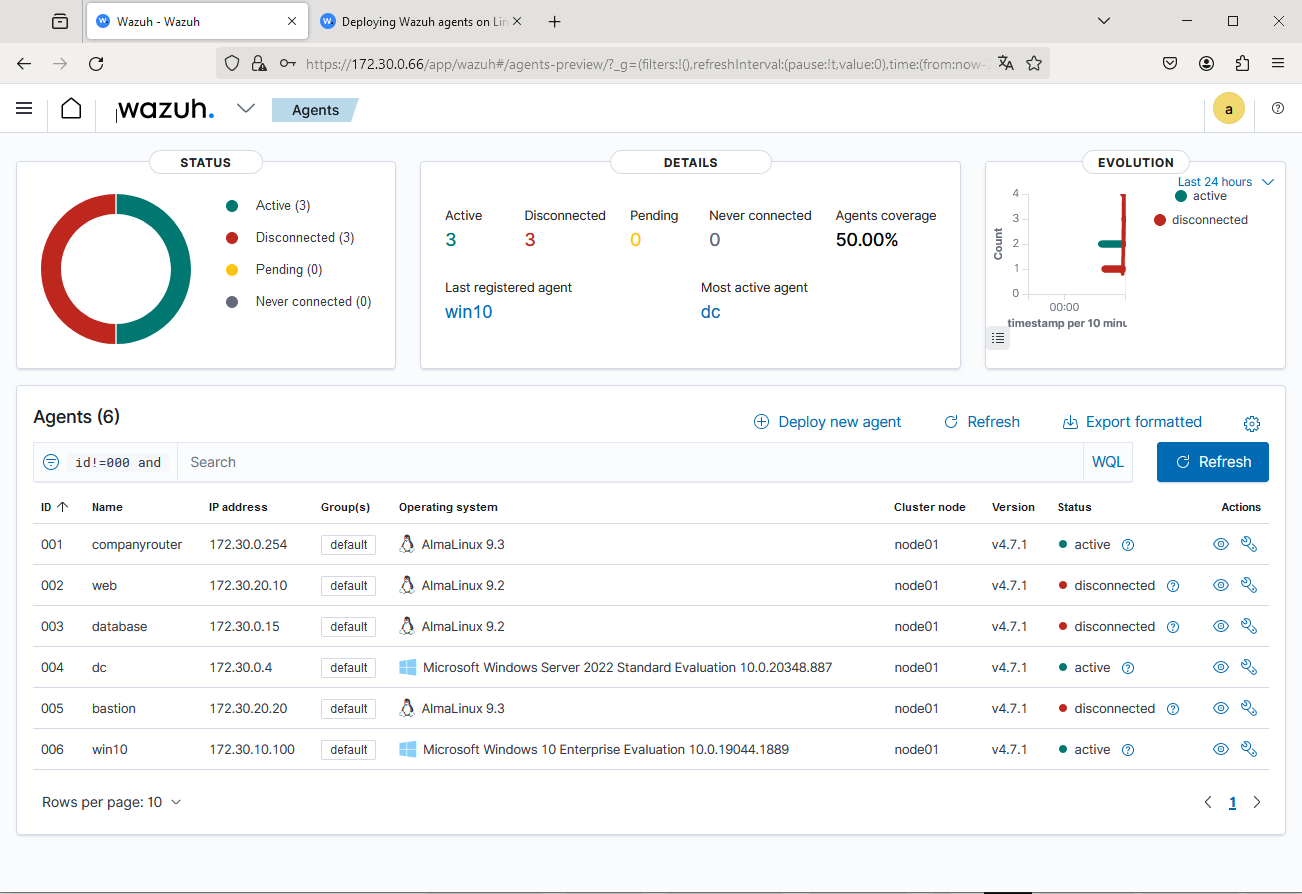 Wazuh - Wazuh
Deploying Wazuh agents on Lin
https://172.30.0.66/app/wazuh#/agents-preview/?_g=(filters:!(),refreshInterval:(pause:!t,value:0),time:(from:now-2
wazuh. Agents a
STATUS
Active (3)
Disconnected (3)
Pending (0)
Never connected (0)
DETAILS
Active Disconnected Pending Never connected Agents coverage
3 3 0 0 50.00%
Last registered agent Most active agent
win10 dc
EVOLUTION
Last 24 hours
active
disconnected
Count
4
3
2
1
0
00:00
timestamp per 10 minu
Agents (6)
Deploy new agent Refresh Export formatted
id!=000 and Search WQL Refresh
ID Name IP address Group(s) Operating system Cluster node Version Status Actions
001 companyrouter 172.30.0.254 default AlmaLinux 9.3 node01 v4.7.1 active
002 web 172.30.20.10 default AlmaLinux 9.2 node01 v4.7.1 disconnected
003 database 172.30.0.15 default AlmaLinux 9.2 node01 v4.7.1 disconnected
004 dc 172.30.0.4 default Microsoft Windows Server 2022 Standard Evaluation 10.0.20348.887 node01 v4.7.1 active
005 bastion 172.30.20.20 default AlmaLinux 9.3 node01 v4.7.1 disconnected
006 win10 172.30.10.100 default Microsoft Windows 10 Enterprise Evaluation 10.0.19044.1889 node01 v4.7.1 active
Rows per page: 10 1